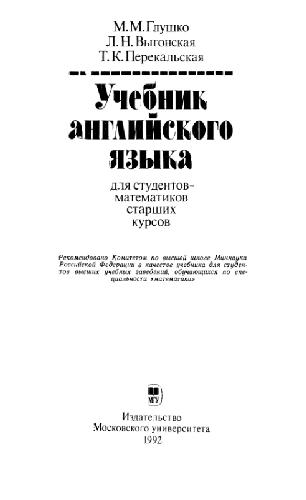 М.М.Глушко
Л.Н.Выгонская
Т.К.Перекальская
Учебник
английского
языка
для студентов-
математиков
старших
курсов
Рекомендовано Комитетом по высшей школе Миннауки
Российской Федерации в качестве учебника для студен-
тов высших учебных заведений, обучающихся по спе-
циальности «математика»
МГУ
Издательство
Московского университета
1992